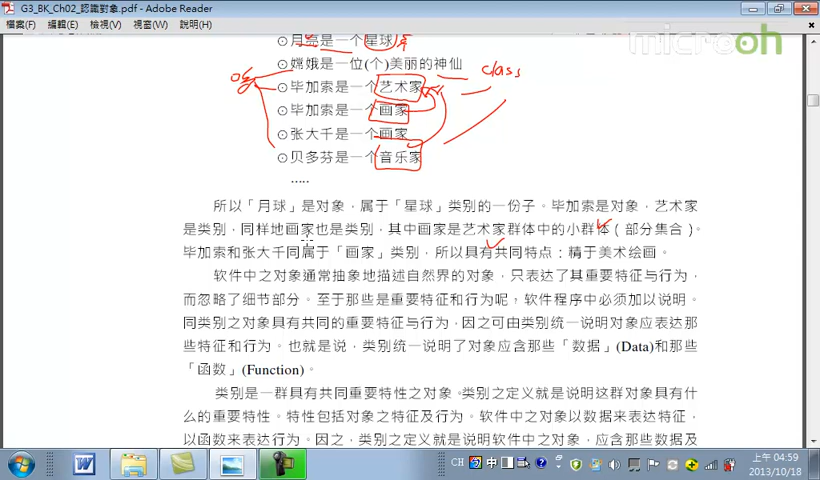 G3_BK_Ch02_認識對象.pdf - Adobe Reader
檔案(F) 編輯(E) 檢視(V) 視窗(W) 說明(H)
microoh
⊙月亮是一个星球
⊙嫦娥是一位(个)美丽的神仙
class
⊙毕加索是一个艺术家
⊙毕加索是一个画家
⊙张大千是一个画家
⊙贝多芬是一个音乐家
.....
所以「月球」是对象，属于「星球」类别的一份子。毕加索是对象，艺术家
是类别，同样地画家也是类别，其中画家是艺术家群体中的小群体（部分集合）。
毕加索和张大千同属于「画家」类别，所以具有共同特点：精于美术绘画。
软件中之对象通常抽象地描述自然界的对象，只表达了其重要特征与行为，
而忽略了细节部分。至于那些是重要特征和行为呢，软件程序中必须加以说明。
同类别之对象具有共同的重要特征与行为，因之可由类别统一说明对象应表达那
些特征和行为。也就是说，类别统一说明了对象应含那些「数据」(Data)和那些
「函数」(Function)。
类别是一群具有共同重要特性之对象。类别之定义就是说明这群对象具有什
么的重要特性。特性包括对象之特征及行为。软件中之对象以数据来表达特征，
以函数来表达行为。因之，类别之定义就是说明软件中之对象，应含那些数据及
CH 中
上午 04:59
2013/10/18